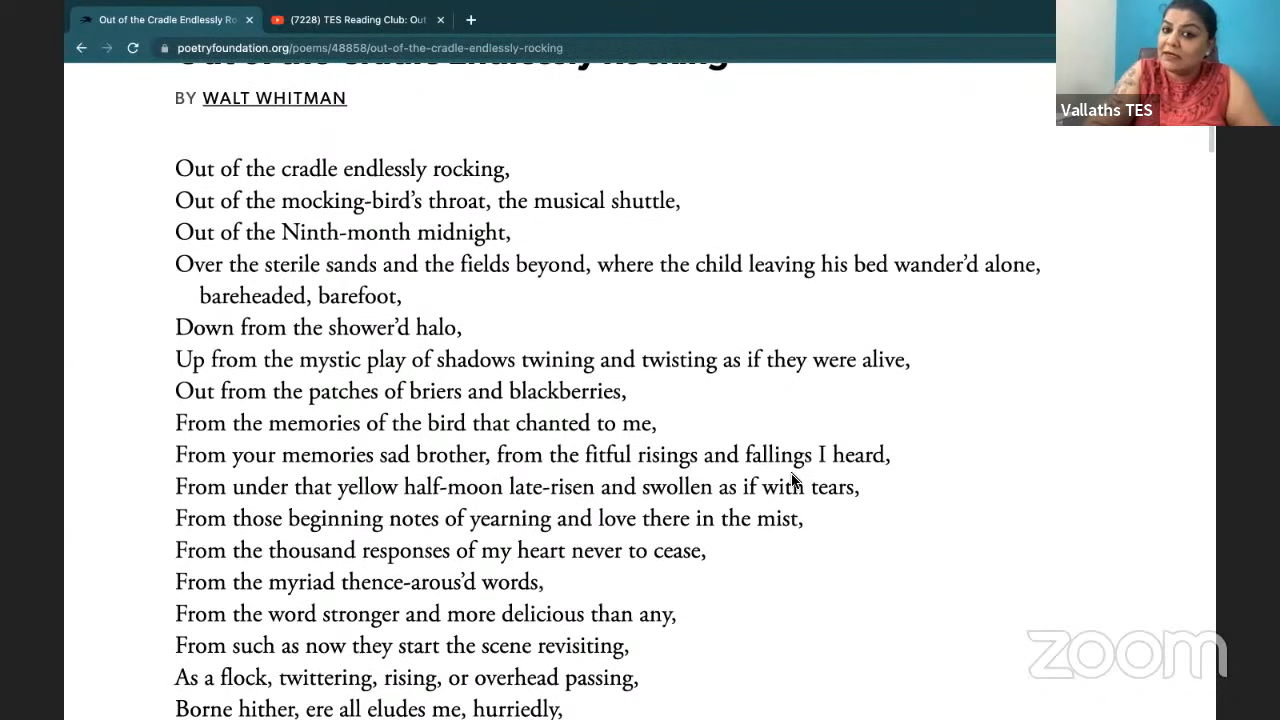 Out of the Cradle Endlessly Ro
(7228) TES Reading Club: Out
poetryfoundation.org/poems/48858/out-of-the-cradle-endlessly-rocking
Out of the Cradle Endlessly Rocking
BY WALT WHITMAN
Vallaths TES
Out of the cradle endlessly rocking,
Out of the mocking-bird’s throat, the musical shuttle,
Out of the Ninth-month midnight,
Over the sterile sands and the fields beyond, where the child leaving his bed wander’d alone,
bareheaded, barefoot,
Down from the shower’d halo,
Up from the mystic play of shadows twining and twisting as if they were alive,
Out from the patches of briers and blackberries,
From the memories of the bird that chanted to me,
From your memories sad brother, from the fitful risings and fallings I heard,
From under that yellow half-moon late-risen and swollen as if with tears,
From those beginning notes of yearning and love there in the mist,
From the thousand responses of my heart never to cease,
From the myriad thence-arous’d words,
From the word stronger and more delicious than any,
From such as now they start the scene revisiting,
As a flock, twittering, rising, or overhead passing,
Borne hither, ere all eludes me, hurriedly,
zoom